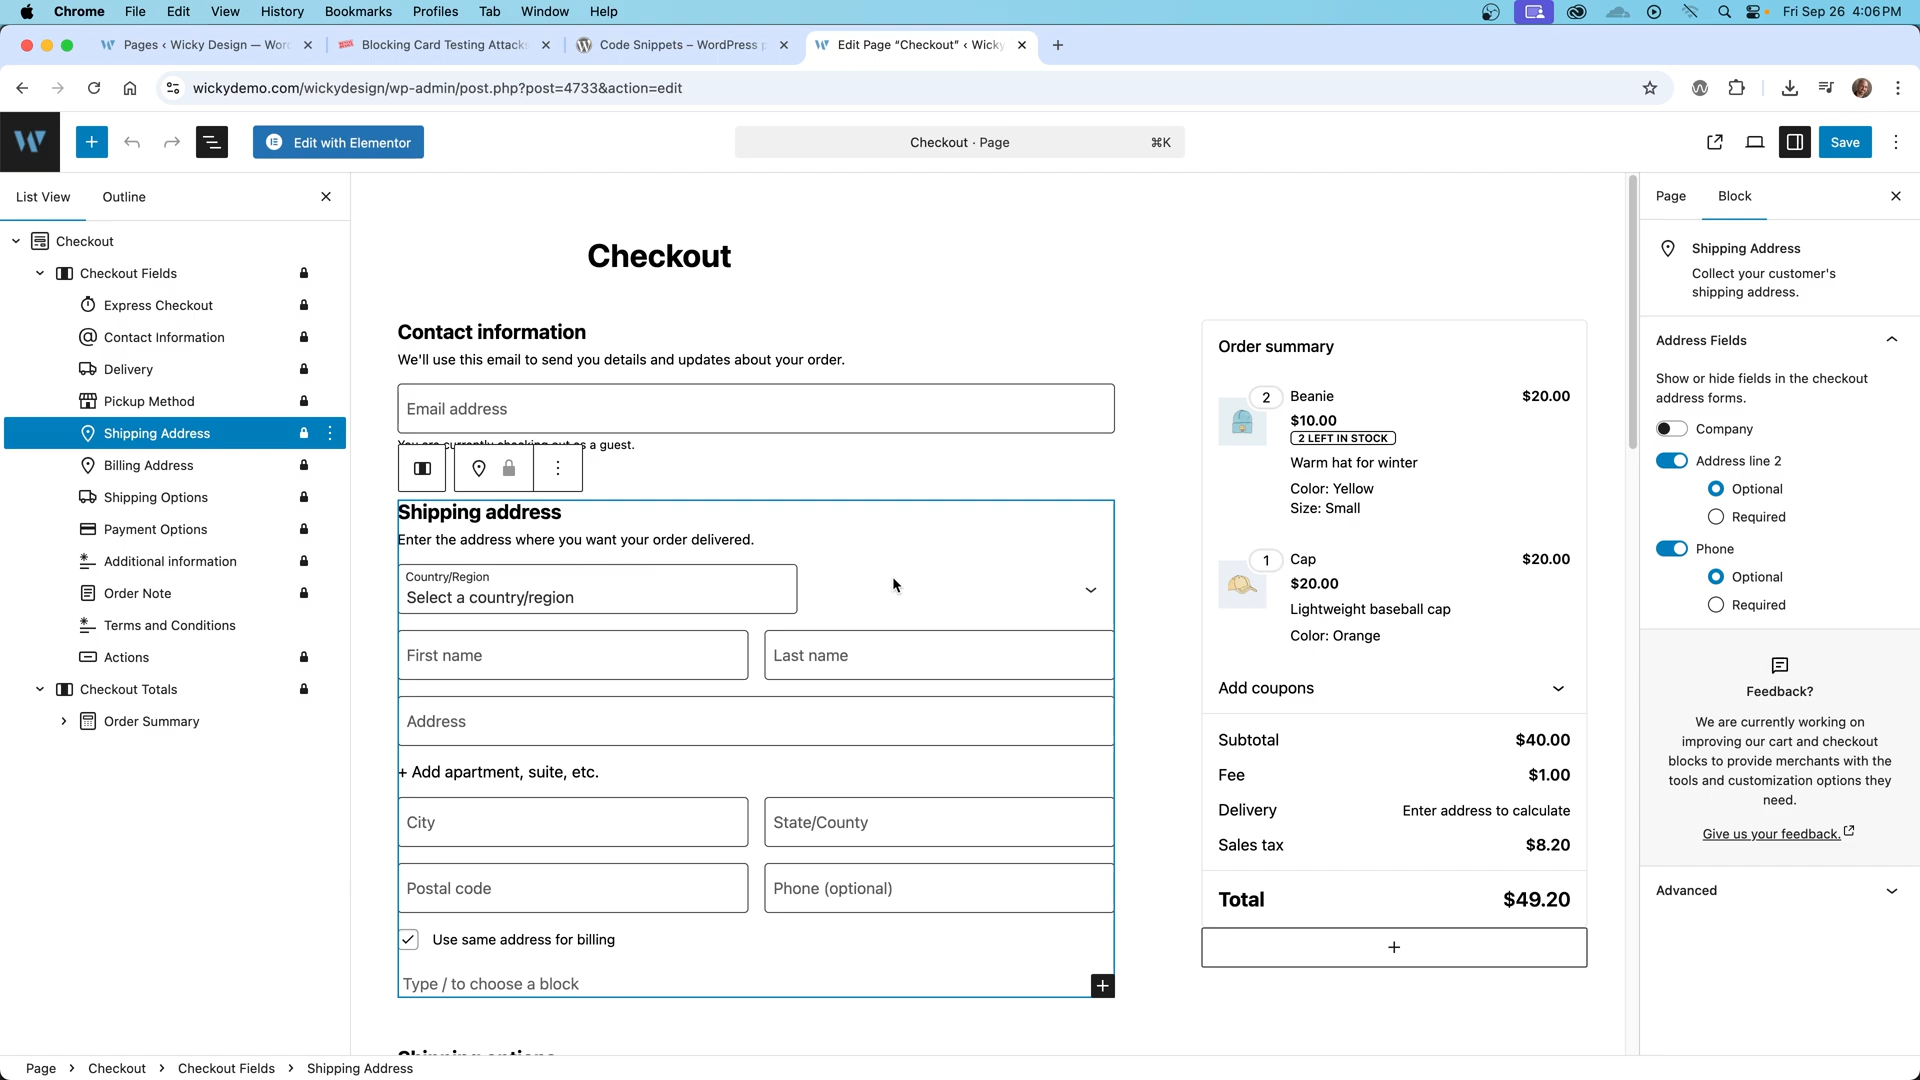 Chrome File Edit View History Bookmarks Profiles Tab Window Help Fri Sep 26 4:06 PM
Pages ‹ Wicky Design — Wor
Blocking Card Testing Attacks
Code Snippets – WordPress p
Edit Page “Checkout” ‹ Wicky
wickydemo.com/wickydesign/wp-admin/post.php?post=4733&action=edit
Edit with Elementor
Checkout · Page
⌘K
Save
List View
Outline
Checkout
Checkout Fields
Express Checkout
Contact Information
Delivery
Pickup Method
Shipping Address
Billing Address
Shipping Options
Payment Options
Additional information
Order Note
Terms and Conditions
Actions
Checkout Totals
Order Summary
Checkout
Contact information
We'll use this email to send you details and updates about your order.
Email address
You are currently checking out as a guest.
Shipping address
Enter the address where you want your order delivered.
Country/Region
Select a country/region
First name
Last name
Address
+ Add apartment, suite, etc.
City
State/County
Postal code
Phone (optional)
Use same address for billing
Type / to choose a block
Shipping options
Order summary
2
Beanie
$20.00
$10.00
2 LEFT IN STOCK
Warm hat for winter
Color: Yellow
Size: Small
1
Cap
$20.00
$20.00
Lightweight baseball cap
Color: Orange
Add coupons
Subtotal
$40.00
Fee
$1.00
Delivery
Enter address to calculate
Sales tax
$8.20
Total
$49.20
Page
Block
Shipping Address
Collect your customer's
shipping address.
Address Fields
Show or hide fields in the checkout
address forms.
Company
Address line 2
Optional
Required
Phone
Optional
Required
Feedback?
We are currently working on
improving our cart and checkout
blocks to provide merchants with the
tools and customization options they
need.
Give us your feedback.
Advanced
Page
Checkout
Checkout Fields
Shipping Address